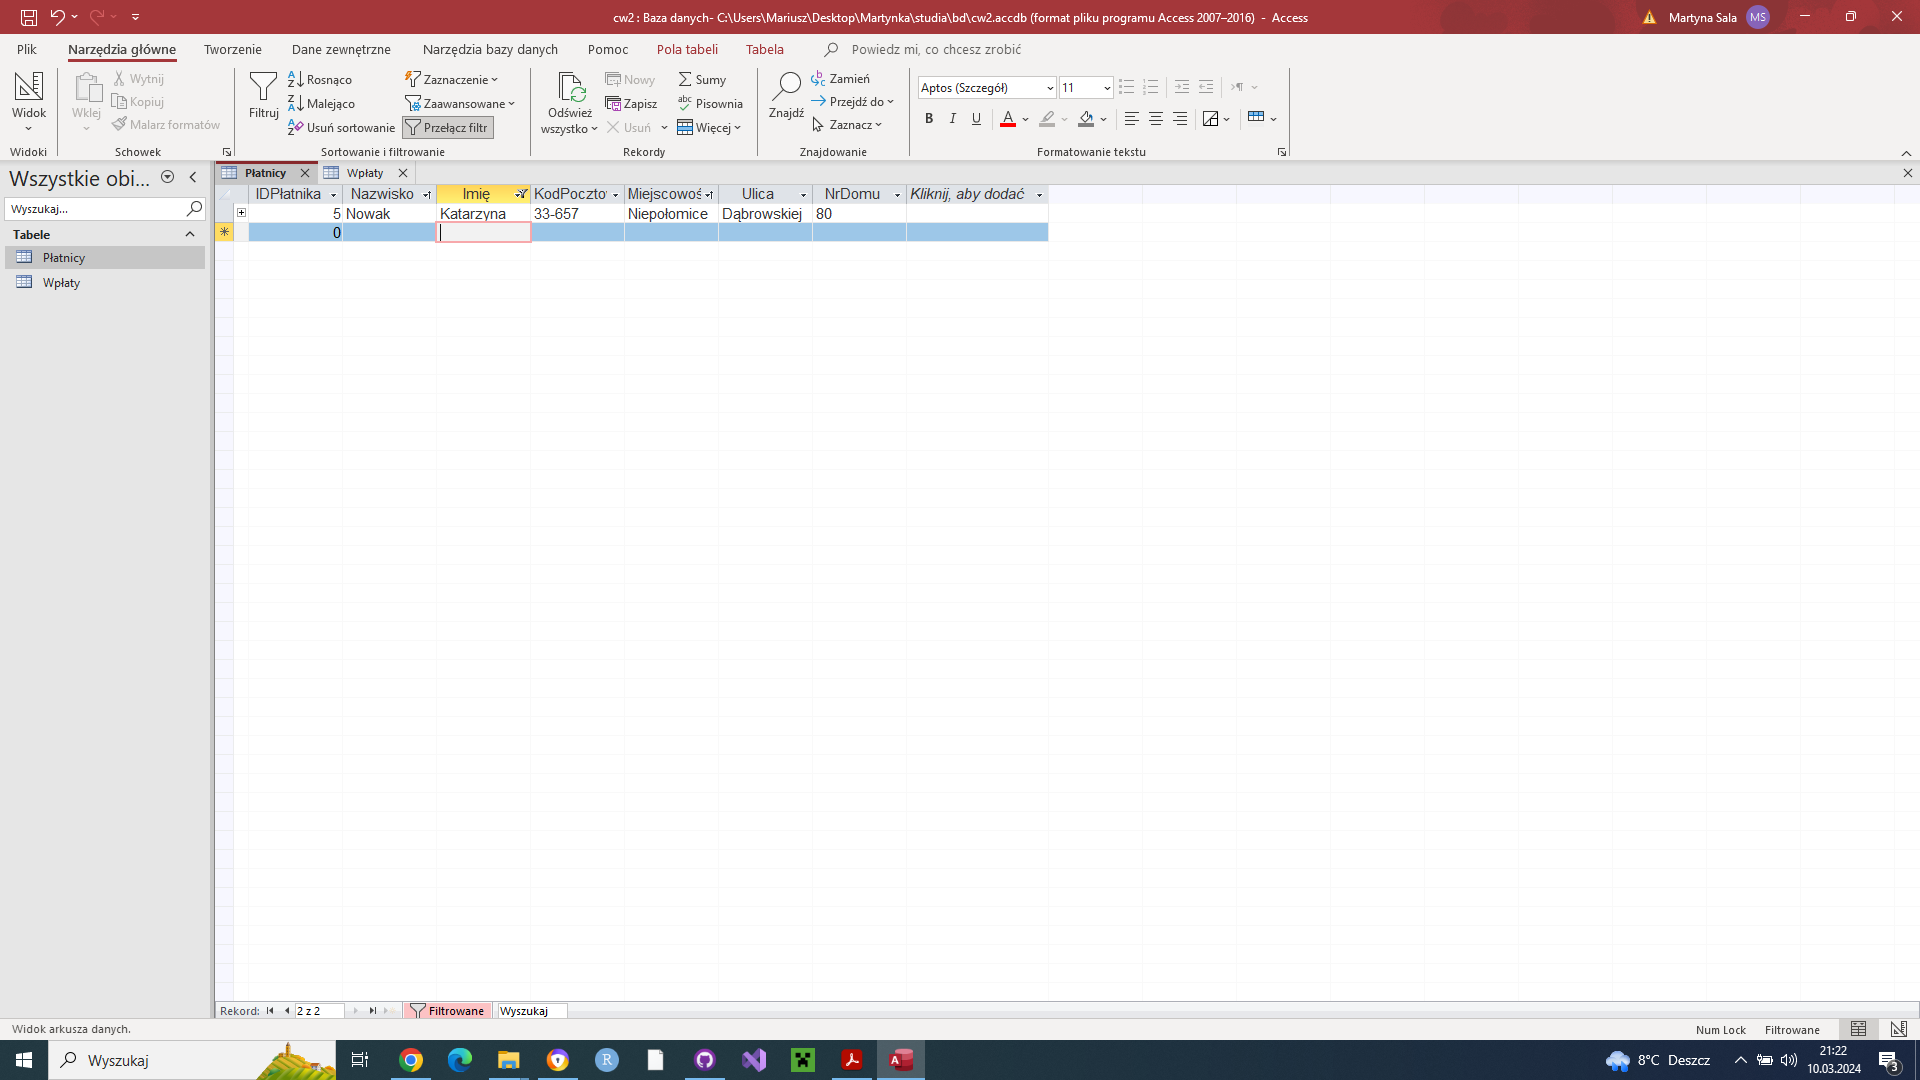 cw2 : Baza danych- C:\Users\Mariusz\Desktop\Martynka\studia\bd\cw2.accdb (format pliku programu Access 2007–2016) - Access
Martyna Sala MS
Plik Narzędzia główne Tworzenie Dane zewnętrzne Narzędzia bazy danych Pomoc Pola tabeli Tabela Powiedz mi, co chcesz zrobić
Widok
Widoki
Wklej
Wytnij
Kopiuj
Malarz formatów
Schowek
Filtruj
Rosnąco
Malejąco
Usuń sortowanie
Zaznaczenie
Zaawansowane
Przełącz filtr
Sortowanie i filtrowanie
Odśwież
wszystko
Nowy
Zapisz
Usuń
Sumy
Pisownia
Więcej
Rekordy
Znajdź
Zamień
Przejdź do
Zaznacz
Znajdowanie
Aptos (Szczegół) 11
B I U A
Formatowanie tekstu
Wszystkie obi...
Wyszukaj...
Tabele
Płatnicy
Wpłaty
Płatnicy Wpłaty
IDPłatnika Nazwisko Imię KodPoczto Miejscowoś Ulica NrDomu Kliknij, aby dodać
5 Nowak Katarzyna 33-657 Niepołomice Dąbrowskiej 80
0
Rekord: 2 z 2 Filtrowane Wyszukaj
Widok arkusza danych. Num Lock Filtrowane
Wyszukaj
8°C Deszcz
21:22
10.03.2024
3